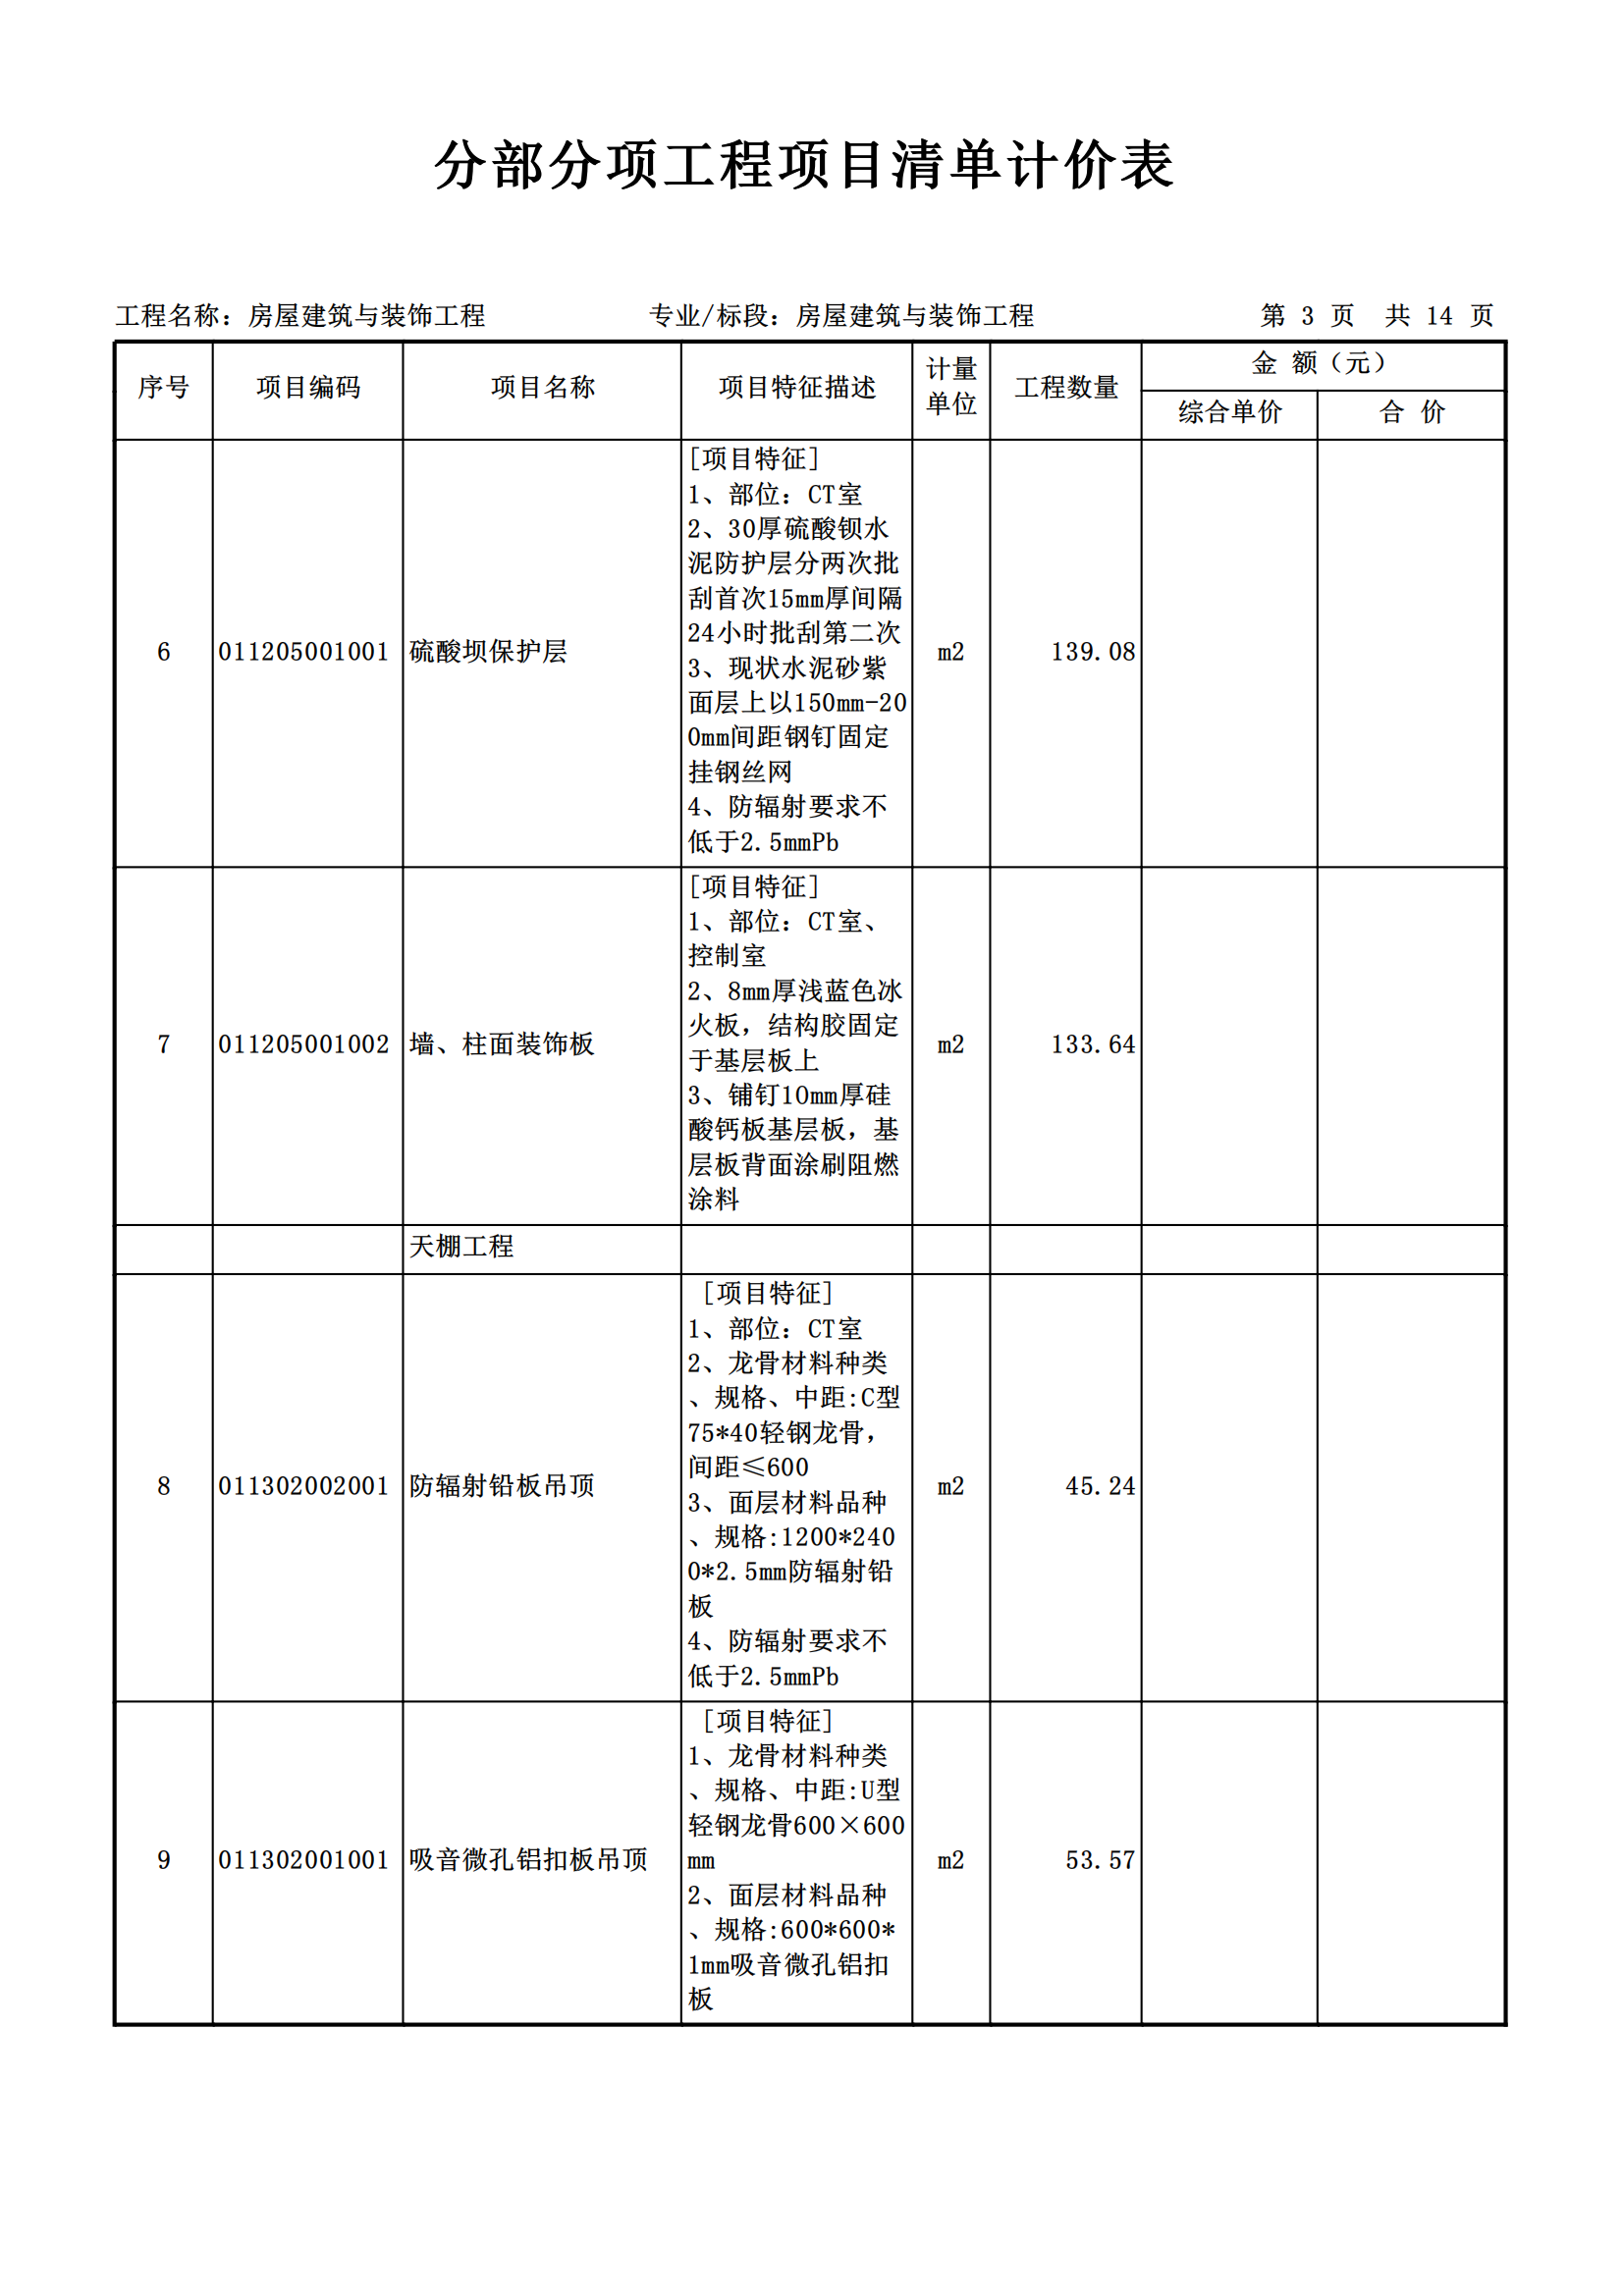 分部分项工程项目清单计价表
工程名称：房屋建筑与装饰工程 专业/标段：房屋建筑与装饰工程 第 3 页 共 14 页
序号 项目编码 项目名称 项目特征描述 计量单位 工程数量 金 额（元）
综合单价 合 价
6 011205001001 硫酸坝保护层
[项目特征]
1、部位：CT室
2、30厚硫酸钡水
泥防护层分两次批
刮首次15mm厚间隔
24小时批刮第二次
3、现状水泥砂紫
面层上以150mm-20
0mm间距钢钉固定
挂钢丝网
4、防辐射要求不
低于2.5mmPb
m2 139.08
7 011205001002 墙、柱面装饰板
[项目特征]
1、部位：CT室、
控制室
2、8mm厚浅蓝色冰
火板，结构胶固定
于基层板上
3、铺钉10mm厚硅
酸钙板基层板，基
层板背面涂刷阻燃
涂料
m2 133.64
天棚工程
8 011302002001 防辐射铅板吊顶
[项目特征]
1、部位：CT室
2、龙骨材料种类
、规格、中距:C型
75*40轻钢龙骨，
间距≤600
3、面层材料品种
、规格:1200*240
0*2.5mm防辐射铅
板
4、防辐射要求不
低于2.5mmPb
m2 45.24
9 011302001001 吸音微孔铝扣板吊顶
[项目特征]
1、龙骨材料种类
、规格、中距:U型
轻钢龙骨600×600
mm
2、面层材料品种
、规格:600*600*
1mm吸音微孔铝扣
板
m2 53.57